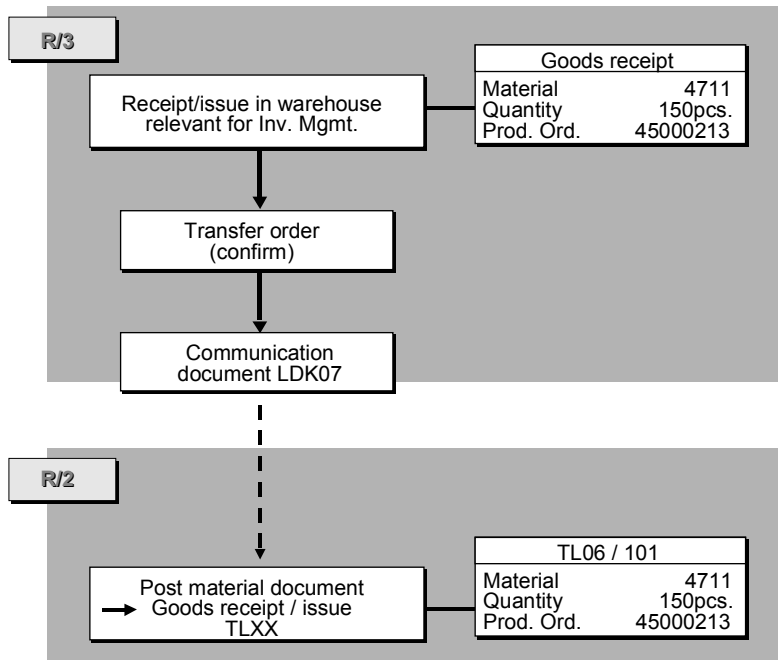 R/3
Goods receipt
Material 4711
Quantity 150pcs.
Prod. Ord. 45000213
Receipt/issue in warehouse
relevant for Inv. Mgmt.
Transfer order
(confirm)
Communication
document LDK07
R/2
TL06 / 101
Material 4711
Quantity 150pcs.
Prod. Ord. 45000213
Post material document
Goods receipt / issue
TLXX